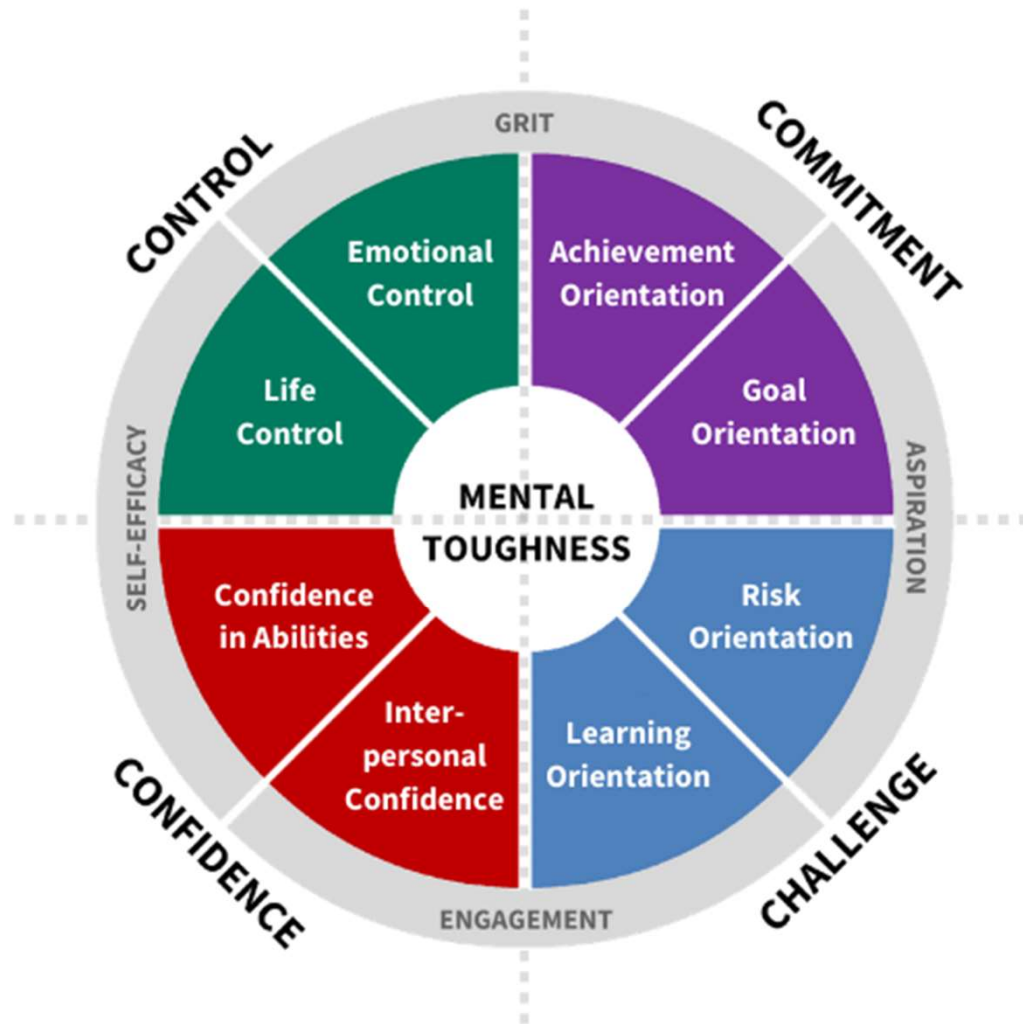 GRIT
CONTROL
COMMITMENT
Emotional
Control
Achievement
Orientation
Life
Control
Goal
Orientation
SELF-EFFICACY
ASPIRATION
MENTAL
TOUGHNESS
Confidence
in Abilities
Risk
Orientation
Inter-
personal
Confidence
Learning
Orientation
CONFIDENCE
CHALLENGE
ENGAGEMENT